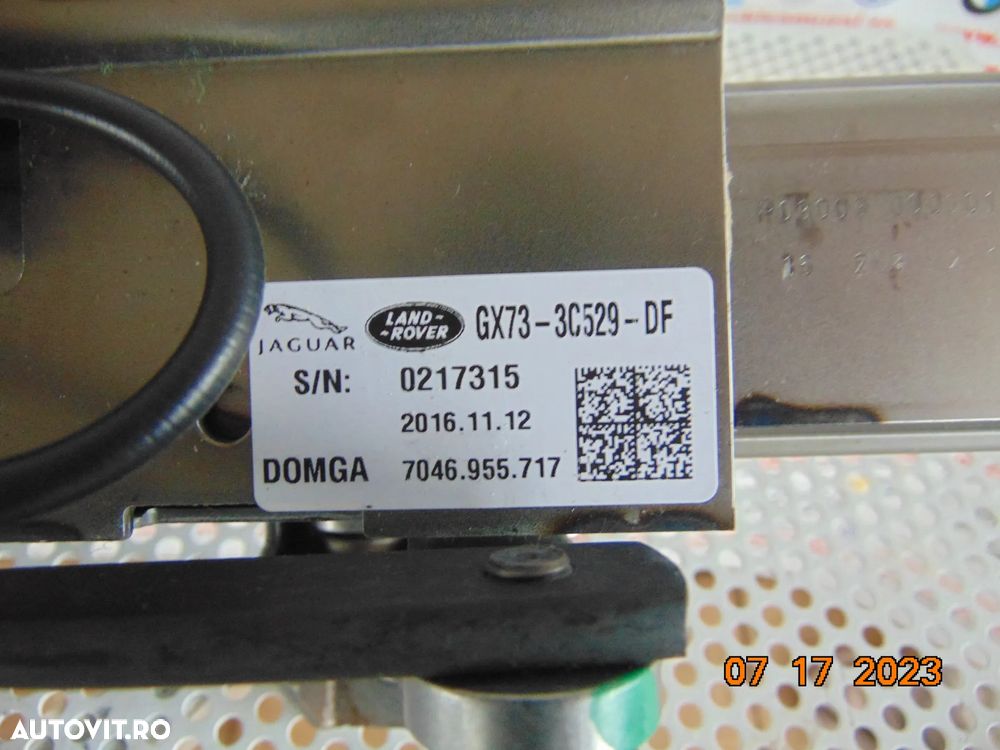 JAGUAR
LAND-
~ROVER
GX73-3C529-DF
S/N: 0217315
2016.11.12
DOMGA 7046.955.717
07 17 2023
AUTOVIT.RO